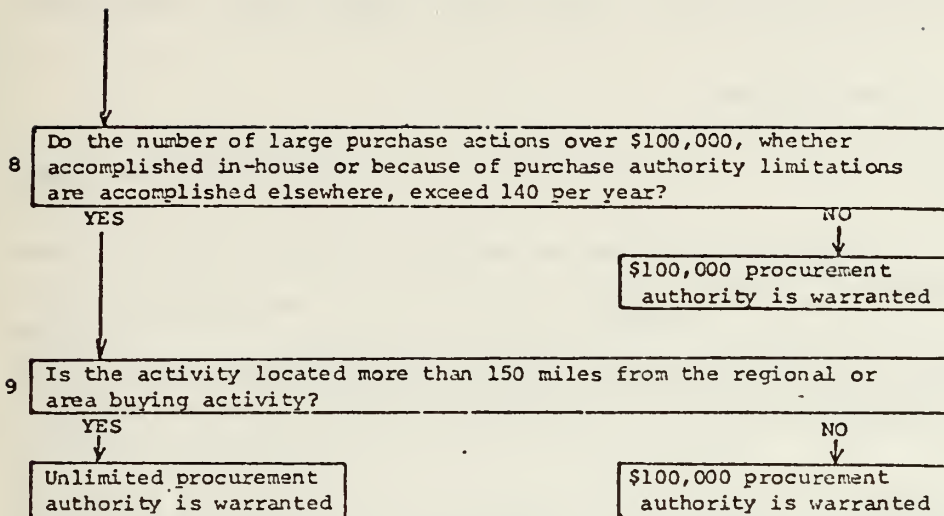 8
Do the number of large purchase actions over $100,000, whether
accomplished in-house or because of purchase authority limitations
are accomplished elsewhere, exceed 140 per year?
YES NO
$100,000 procurement
authority is warranted
9
Is the activity located more than 150 miles from the regional or
area buying activity?
YES NO
Unlimited procurement
authority is warranted
$100,000 procurement
authority is warranted